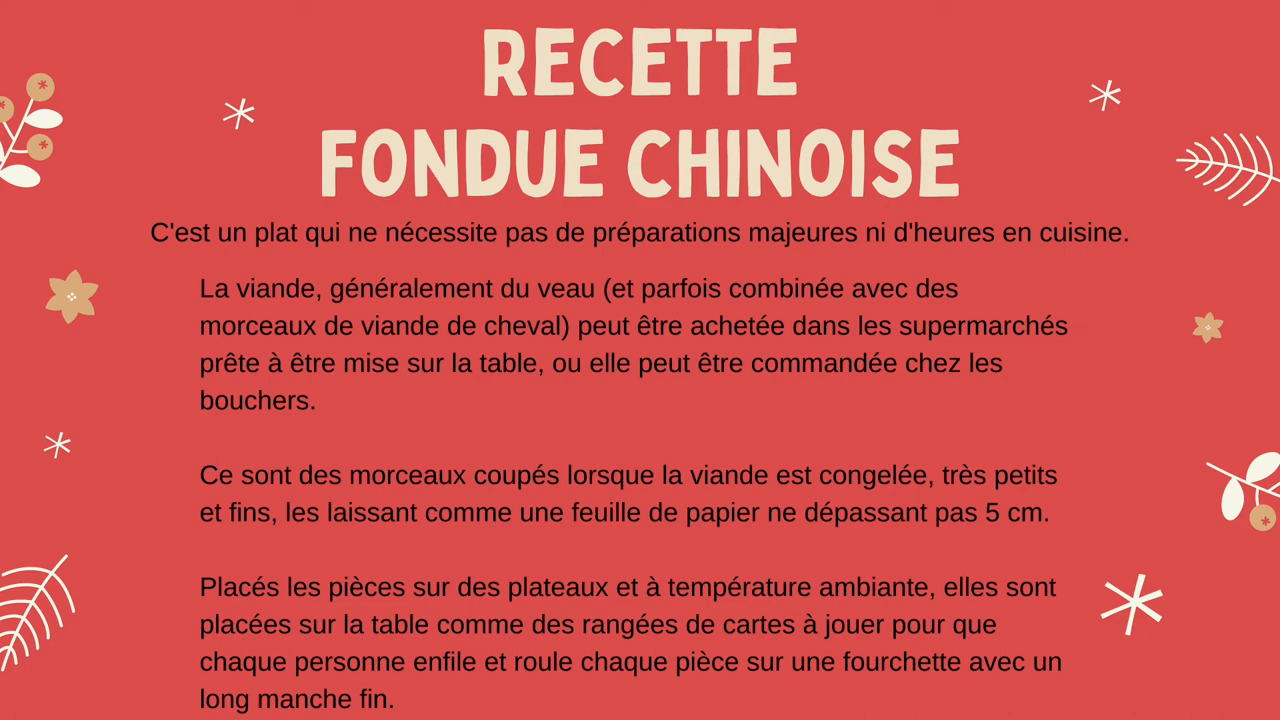 RECETTE
FONDUE CHINOISE
C'est un plat qui ne nécessite pas de préparations majeures ni d'heures en cuisine.
La viande, généralement du veau (et parfois combinée avec des
morceaux de viande de cheval) peut être achetée dans les supermarchés
prête à être mise sur la table, ou elle peut être commandée chez les
bouchers.
Ce sont des morceaux coupés lorsque la viande est congelée, très petits
et fins, les laissant comme une feuille de papier ne dépassant pas 5 cm.
Placés les pièces sur des plateaux et à température ambiante, elles sont
placées sur la table comme des rangées de cartes à jouer pour que
chaque personne enfile et roule chaque pièce sur une fourchette avec un
long manche fin.